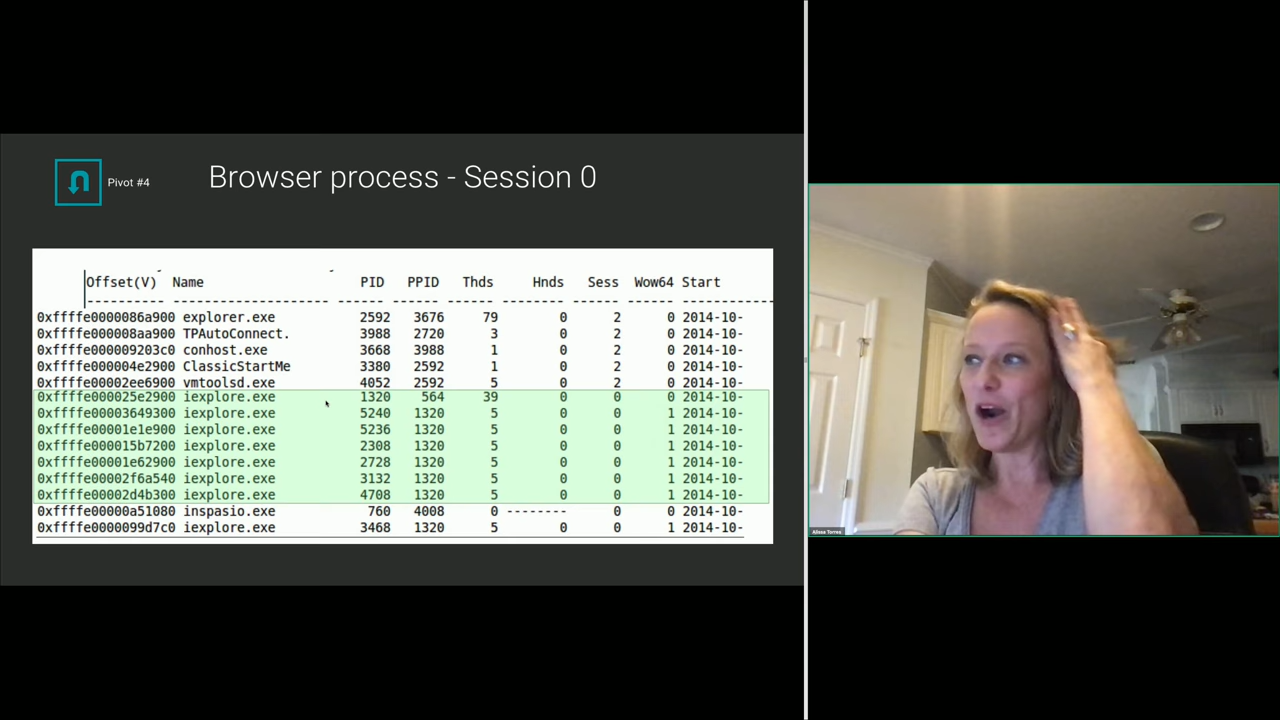 Pivot #4
Browser process - Session 0
Offset(V) Name PID PPID Thds Hnds Sess Wow64 Start
---------- -------------------- ------ ------ ------ -------- ------ ------ ------------
0xffffe0000086a900 explorer.exe 2592 3676 79 0 2 0 2014-10-
0xffffe000008aa900 TPAutoConnect. 3988 2720 3 0 2 0 2014-10-
0xffffe000009203c0 conhost.exe 3668 3988 1 0 2 0 2014-10-
0xffffe000004e2900 ClassicStartMe 3380 2592 1 0 2 0 2014-10-
0xffffe00002ee6900 vmtoolsd.exe 4052 2592 5 0 2 0 2014-10-
0xffffe000025e2900 iexplore.exe 1320 564 39 0 0 0 2014-10-
0xffffe00003649300 iexplore.exe 5240 1320 5 0 0 1 2014-10-
0xffffe00001e1e900 iexplore.exe 5236 1320 5 0 0 1 2014-10-
0xffffe000015b7200 iexplore.exe 2308 1320 5 0 0 1 2014-10-
0xffffe00001e62900 iexplore.exe 2728 1320 5 0 0 1 2014-10-
0xffffe00002f6a540 iexplore.exe 3132 1320 5 0 0 1 2014-10-
0xffffe00002d4b300 iexplore.exe 4708 1320 5 0 0 1 2014-10-
0xffffe00000a51080 inspasio.exe 760 4008 0 -------- 0 0 2014-10-
0xffffe0000099d7c0 iexplore.exe 3468 1320 5 0 0 1 2014-10-
Alissa Torres